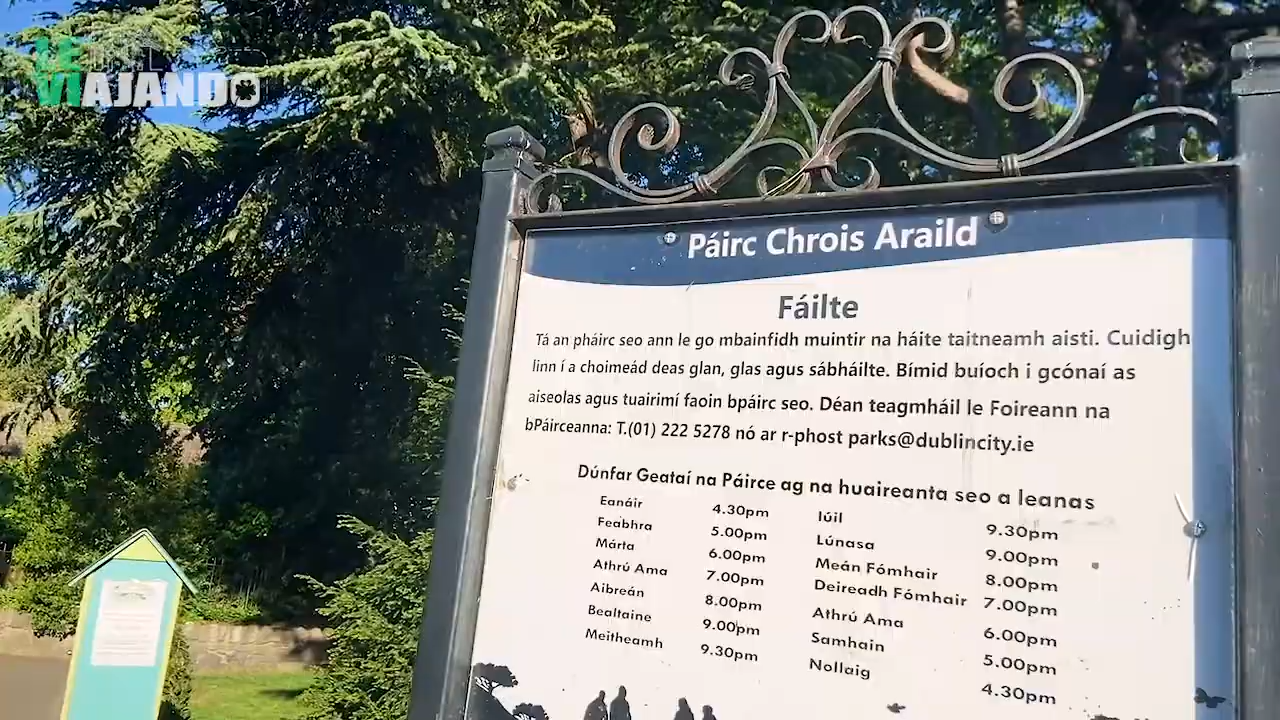 VIAJANDO
Páirc Chrois Araild
Fáilte
Tá an pháirc seo ann le go mbainfidh muintir na háite taitneamh aisti. Cuidigh
linn í a choimeád deas glan, glas agus sábháilte. Bímid buíoch i gcónaí as
aiseolas agus tuairimí faoin bpáirc seo. Déan teagmháil le Foireann na
bPáirceanna: T.(01) 222 5278 nó ar r-phost parks@dublincity.ie
Dúnfar Geataí na Páirce ag na huaireanta seo a leanas
Eanáir 4.30pm
Feabhra 5.00pm
Márta 6.00pm
Athrú Ama 7.00pm
Aibreán 8.00pm
Bealtaine 9.00pm
Meitheamh 9.30pm
Iúil 9.30pm
Lúnasa 9.00pm
Meán Fómhair 8.00pm
Deireadh Fómhair 7.00pm
Athrú Ama 6.00pm
Samhain 5.00pm
Nollaig 4.30pm